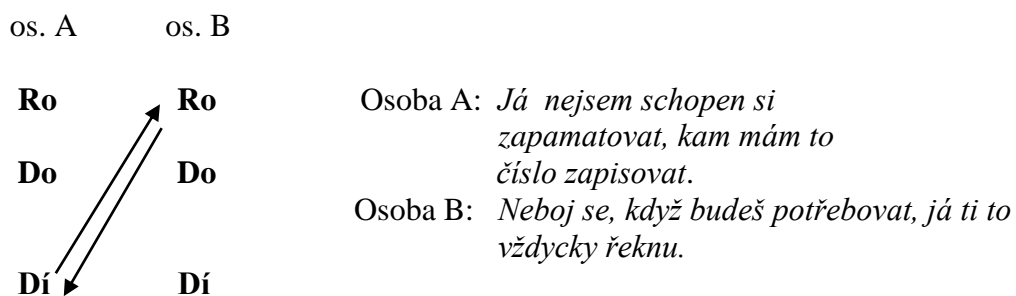 os. A os. B
Ro Ro Osoba A: Já nejsem schopen si
zapamatovat, kam mám to
Do Do číslo zapisovat.
Osoba B: Neboj se, když budeš potřebovat, já ti to
vždycky řeknu.
Dí Dí